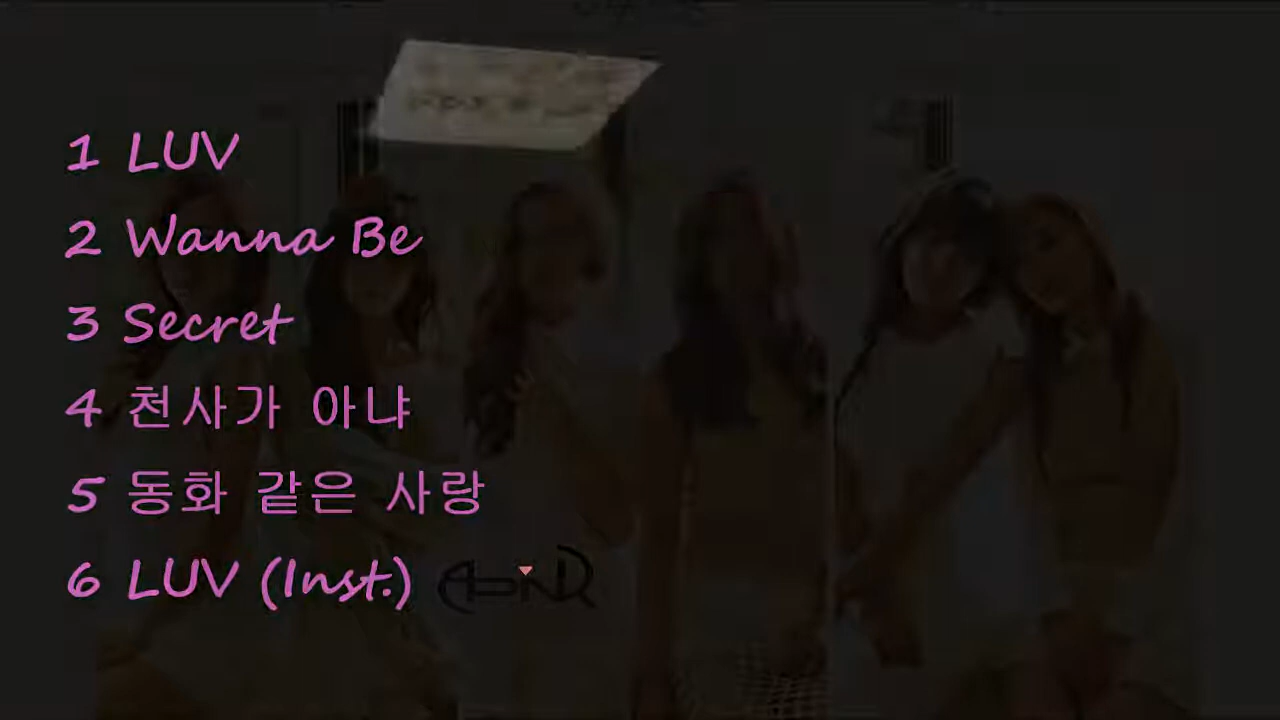 1 LUV
2 Wanna Be
3 Secret
4 천사가 아냐
5 동화 같은 사랑
6 LUV (Inst.)